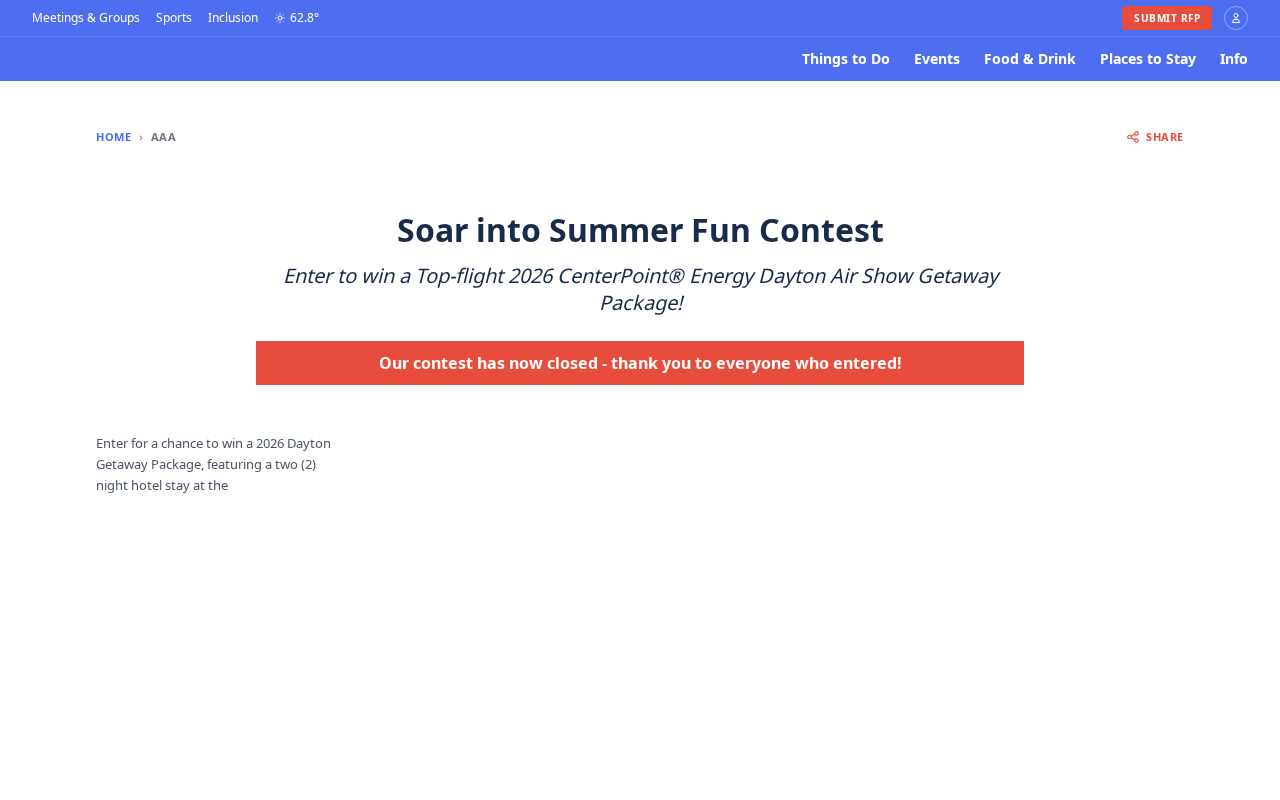 Meetings & Groups Sports Inclusion 62.8° SUBMIT RFP
Things to Do Events Food & Drink Places to Stay Info
HOME › AAA SHARE
Soar into Summer Fun Contest
Enter to win a Top-flight 2026 CenterPoint® Energy Dayton Air Show Getaway
Package!
Our contest has now closed - thank you to everyone who entered!
Enter for a chance to win a 2026 Dayton
Getaway Package, featuring a two (2)
night hotel stay at the